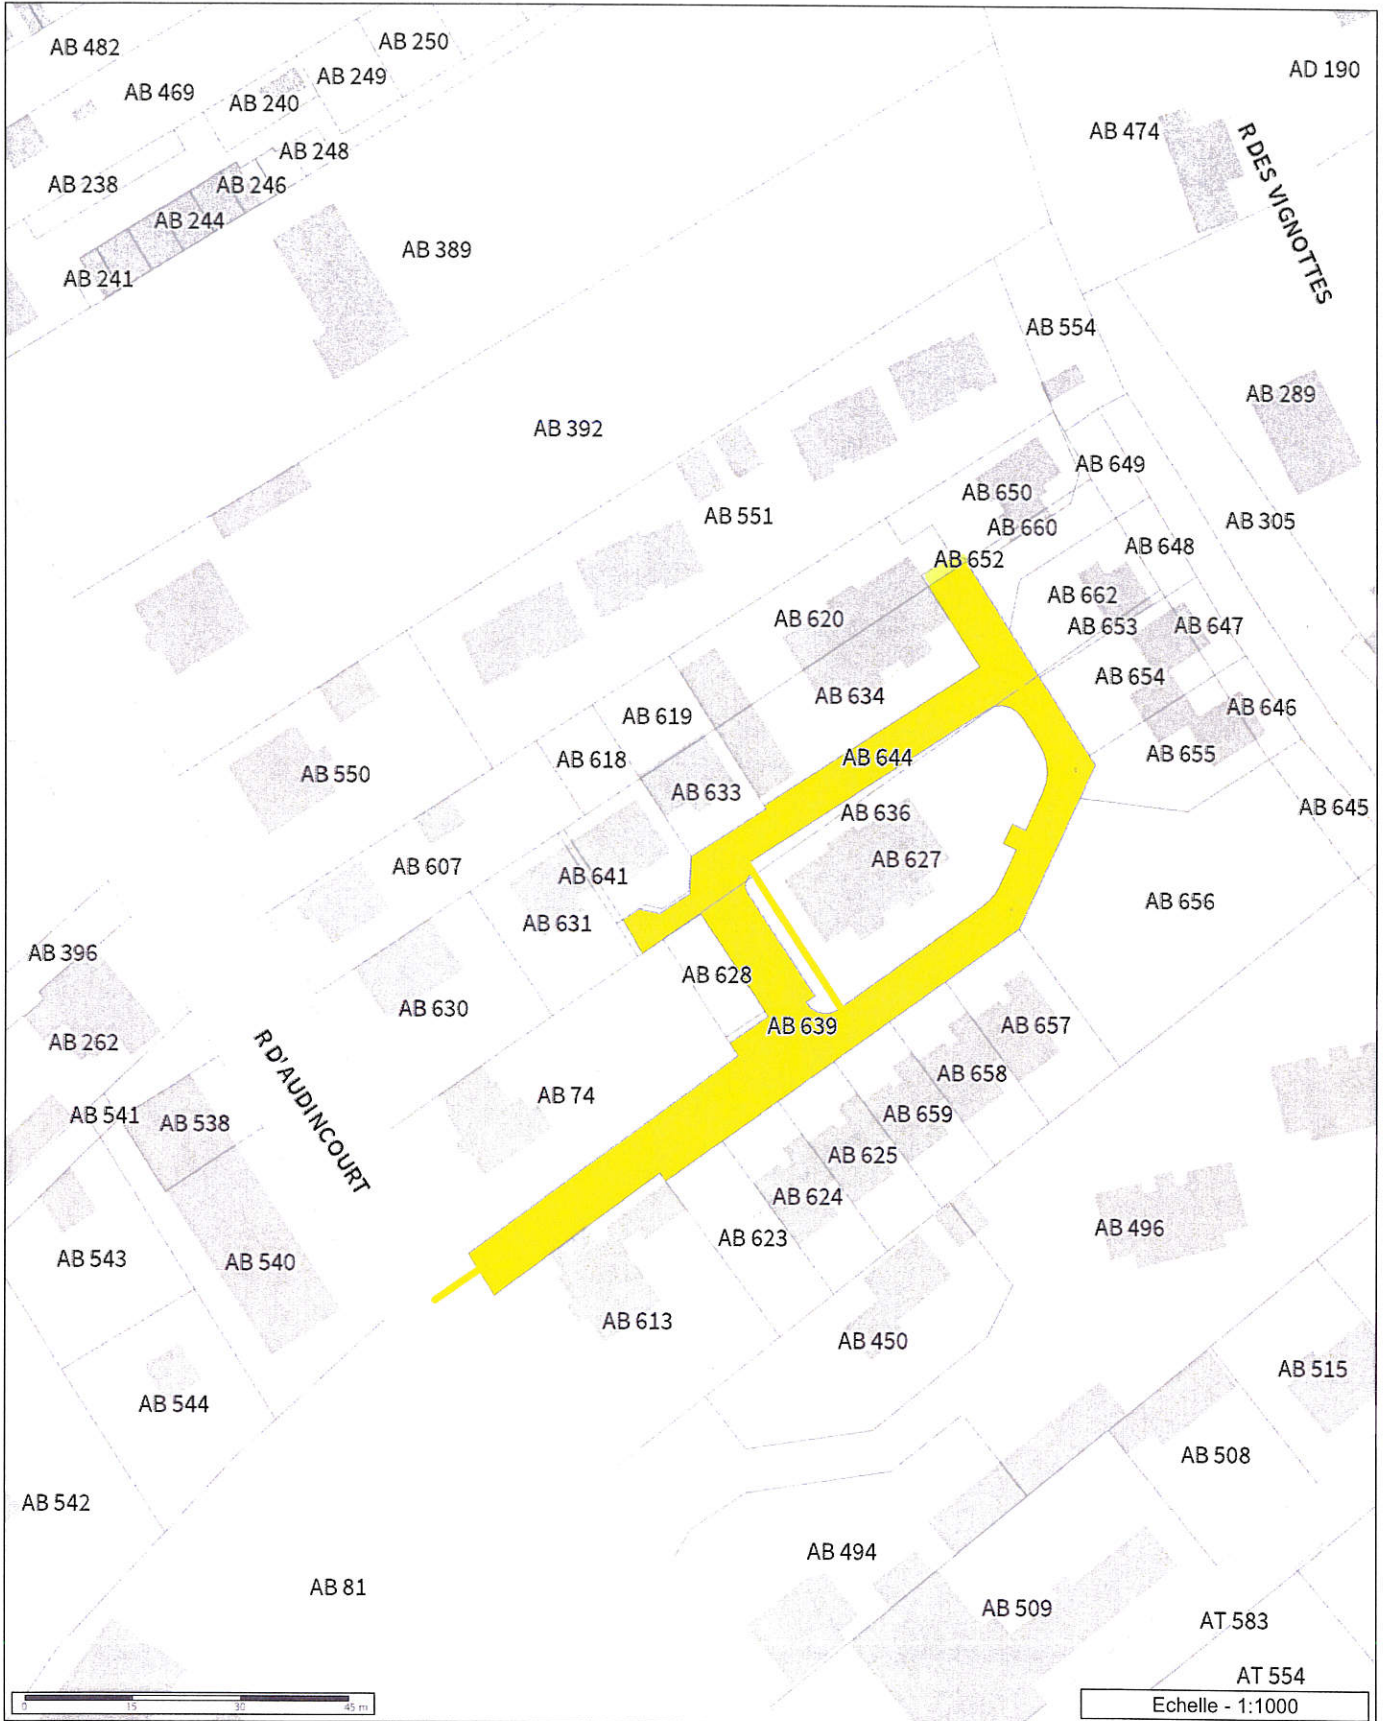 AB 482
AB 250
AB 249
AD 190
AB 469
AB 240
AB 474
R DES VIGNOTTES
AB 248
AB 238
AB 246
AB 244
AB 389
AB 241
AB 554
AB 289
AB 392
AB 649
AB 650
AB 551
AB 660
AB 305
AB 648
AB 652
AB 662
AB 620
AB 653
AB 647
AB 654
AB 634
AB 619
AB 646
AB 618
AB 644
AB 655
AB 550
AB 633
AB 645
AB 636
AB 627
AB 607
AB 641
AB 656
AB 631
AB 396
AB 628
AB 630
AB 639
AB 657
AB 262
R D'AUDINCOURT
AB 658
AB 74
AB 659
AB 541
AB 538
AB 625
AB 624
AB 496
AB 623
AB 543
AB 540
AB 613
AB 450
AB 515
AB 544
AB 508
AB 542
AB 494
AB 81
AB 509
AT 583
AT 554
0 15 30 45 m
Echelle - 1:1000